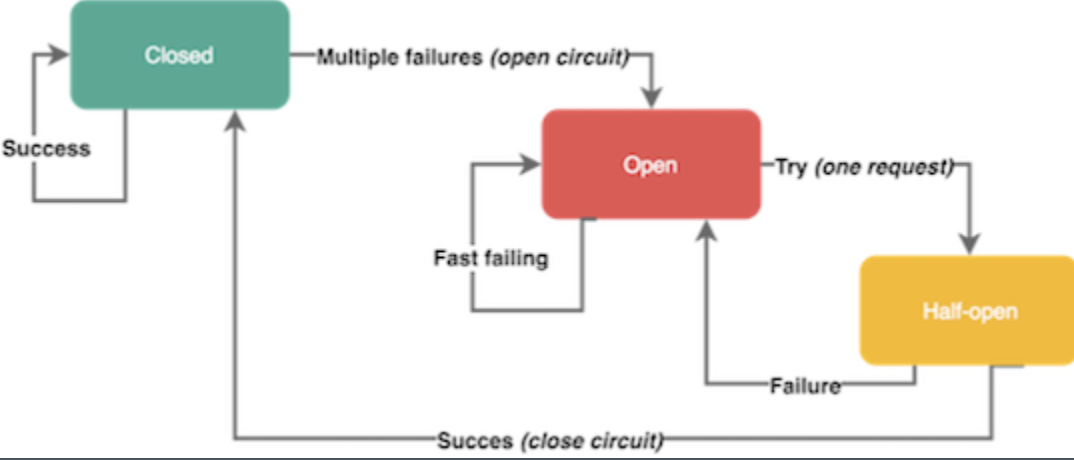 Closed
Multiple failures (open circuit)
Success
Open
Try (one request)
Fast failing
Half-open
Failure
Succes (close circuit)